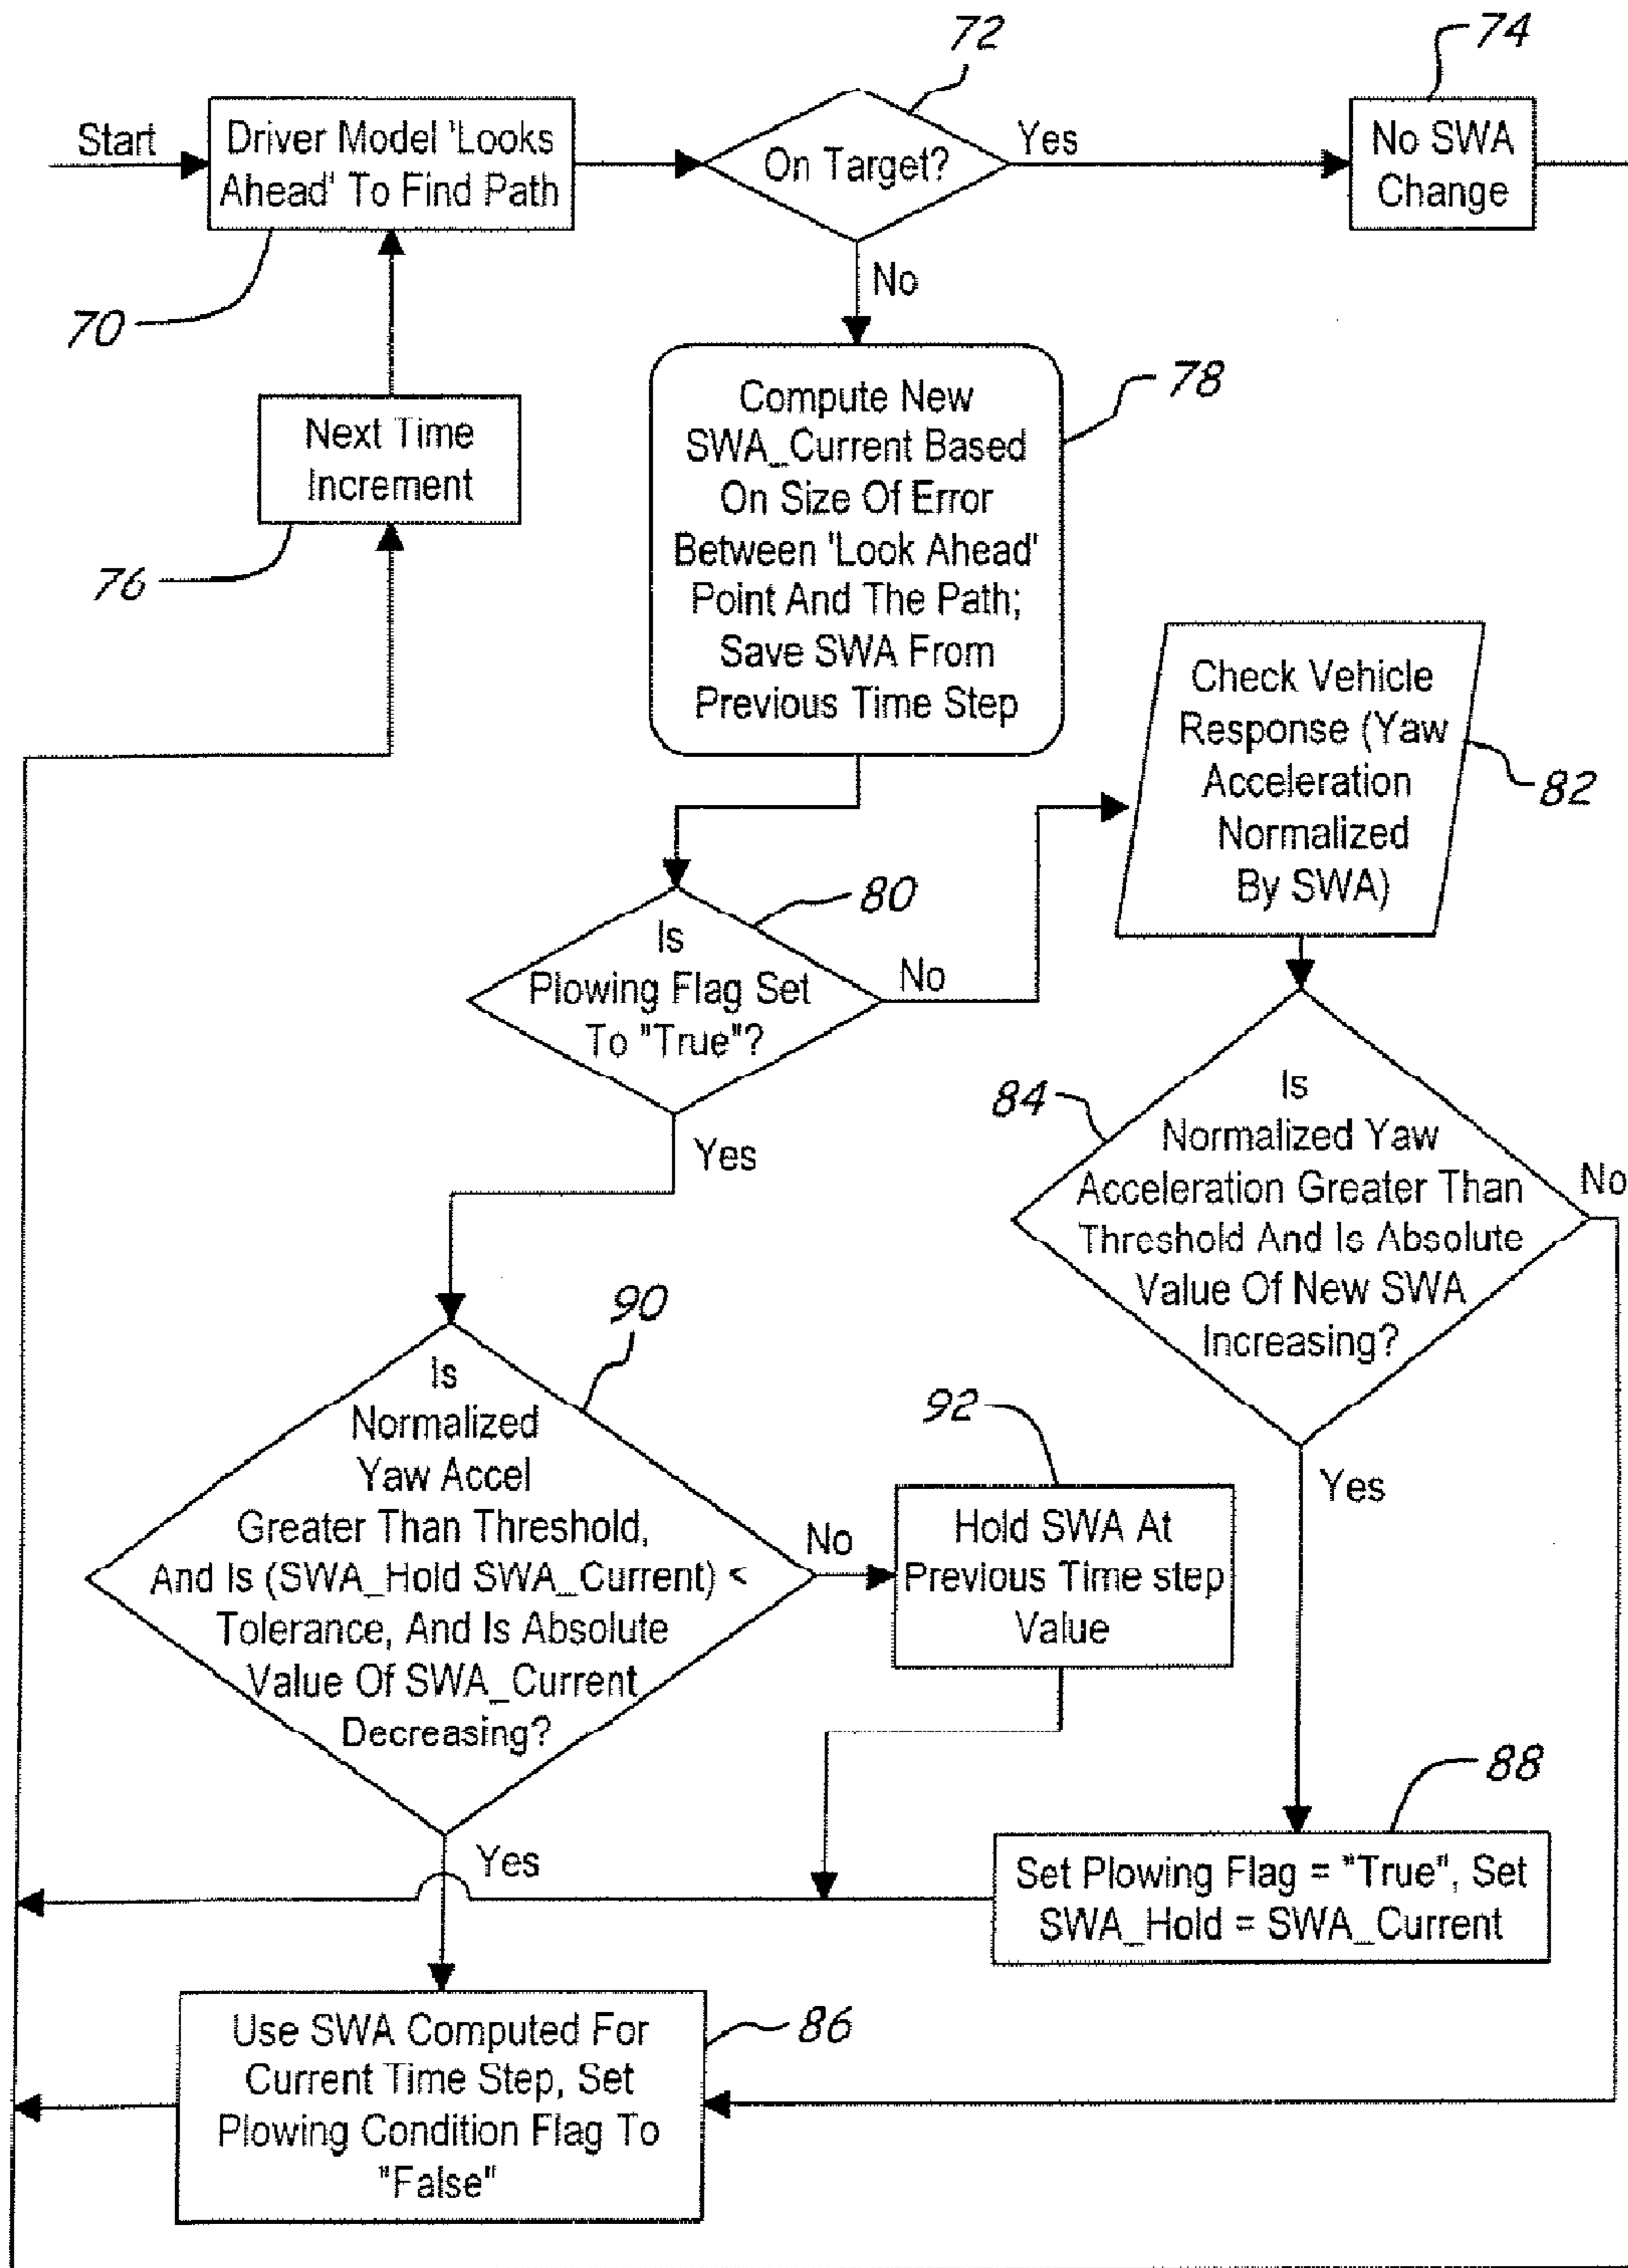 72
74
Start
Driver Model 'Looks
Ahead' To Find Path
On Target?
Yes
No SWA
Change
70
No
78
Compute New
SWA_Current Based
On Size Of Error
Between 'Look Ahead'
Point And The Path;
Save SWA From
Previous Time Step
Next Time
Increment
76
Check Vehicle
Response (Yaw
Acceleration
Normalized
By SWA)
82
80
Is
Plowing Flag Set
To "True"?
No
Yes
84
Is
Normalized Yaw
Acceleration Greater Than
Threshold And Is Absolute
Value Of New SWA
Increasing?
No
Yes
90
Is
Normalized
Yaw Accel
Greater Than Threshold,
And Is (SWA_Hold SWA_Current) <
Tolerance, And Is Absolute
Value Of SWA_Current
Decreasing?
No
92
Hold SWA At
Previous Time step
Value
Yes
88
Set Plowing Flag = "True", Set
SWA_Hold = SWA_Current
86
Use SWA Computed For
Current Time Step, Set
Plowing Condition Flag To
"False"